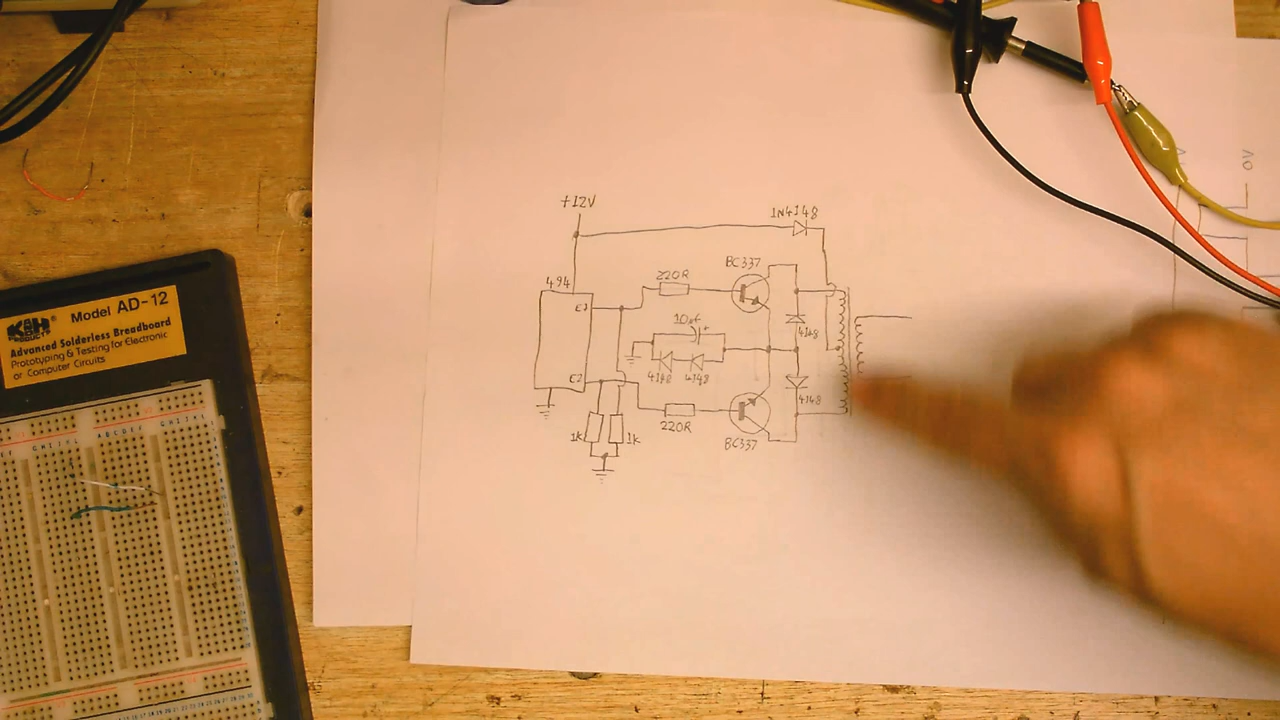 +12V
1N4148
494
220R
BC337
E1
10uf
+
4148
4148
4148
E2
4148
1k
1k
220R
BC337
0V
K&H
PRODUCTS
Model AD-12
Advanced Solderless Breadboard
Prototyping & Testing for Electronic
or Computer Circuits